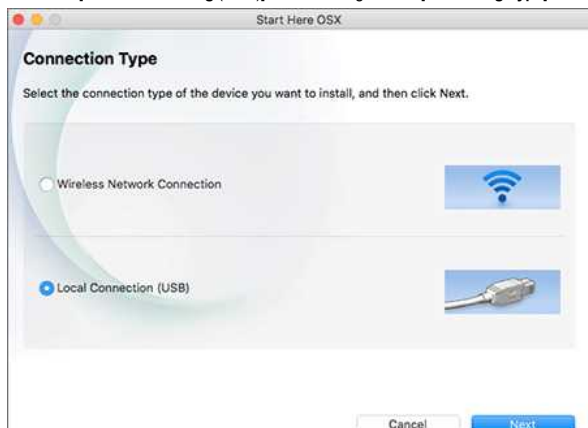 Start Here OSX
Connection Type
Select the connection type of the device you want to install, and then click Next.
Wireless Network Connection
Local Connection (USB)
Cancel
Next